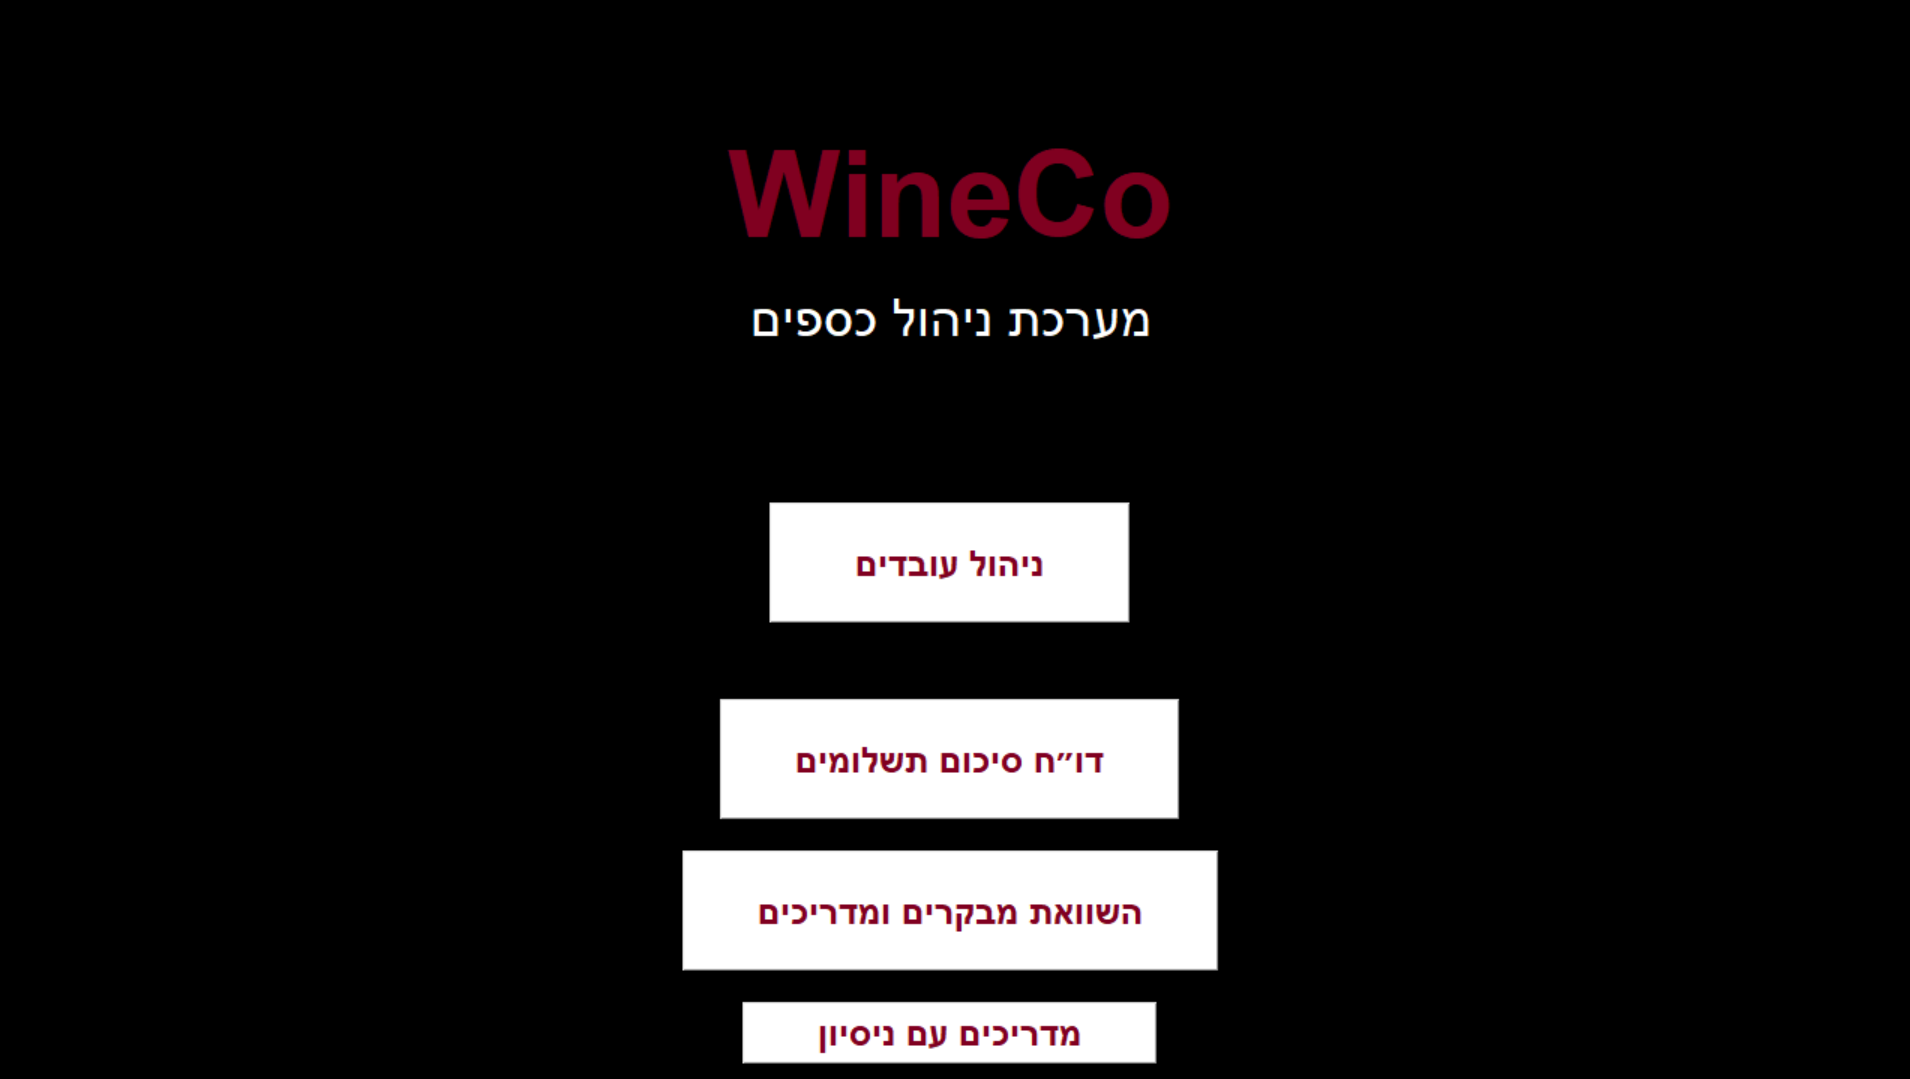 WineCo
מערכת ניהול כספים
ניהול עובדים
דו״ח סיכום תשלומים
השוואת מבקרים ומדריכים
מדריכים עם ניסיון